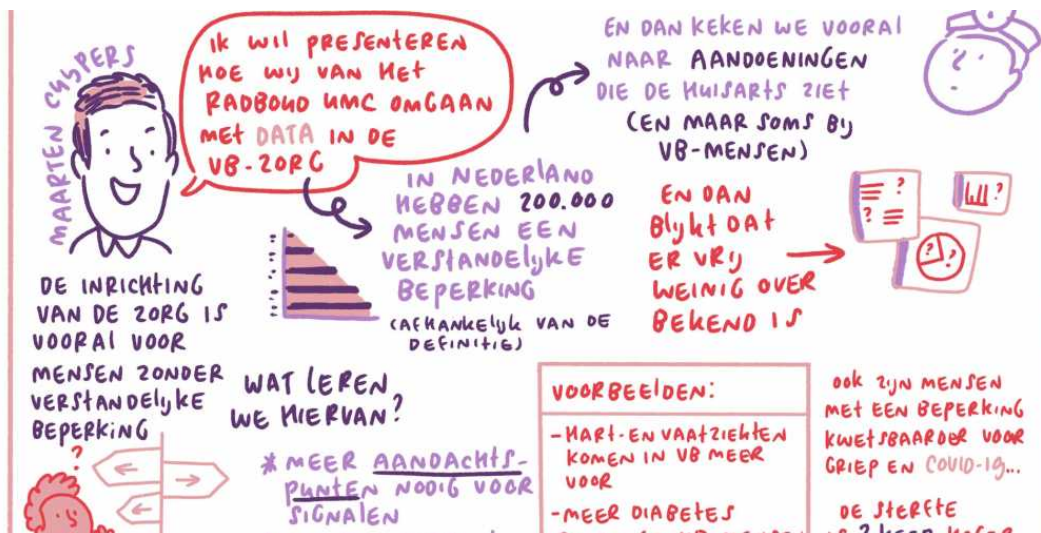 MAARTEN CUYPERS
IK WIL PRESENTEREN
HOE WIJ VAN HET
RADBOUD UMC OMGAAN
MET DATA IN DE
VB-ZORG
IN NEDERLAND
HEBBEN 200.000
MENSEN EEN
VERSTANDELIJKE
BEPERKING
(AFHANKELIJK VAN DE
DEFINITIE)
EN DAN KEKEN WE VOORAL
NAAR AANDOENINGEN
DIE DE HUISARTS ZIET
(EN MAAR SOMS BIJ
VB-MENSEN)
EN DAN
BLIJKT DAT
ER VRIJ
WEINIG OVER
BEKEND IS
? ?
?
? ?
DE INRICHTING
VAN DE ZORG IS
VOORAL VOOR
MENSEN ZONDER
VERSTANDELIJKE
BEPERKING
?
WAT LEREN
WE HIERVAN?
* MEER AANDACHTS-
PUNTEN NODIG VOOR
SIGNALEN
VOORBEELDEN:
- HART- EN VAATZIEKTEN
KOMEN IN VB MEER
VOOR
- MEER DIABETES
OOK ZIJN MENSEN
MET EEN BEPERKING
KWETSBAARDER VOOR
GRIEP EN COVID-19...
DE STERFTE